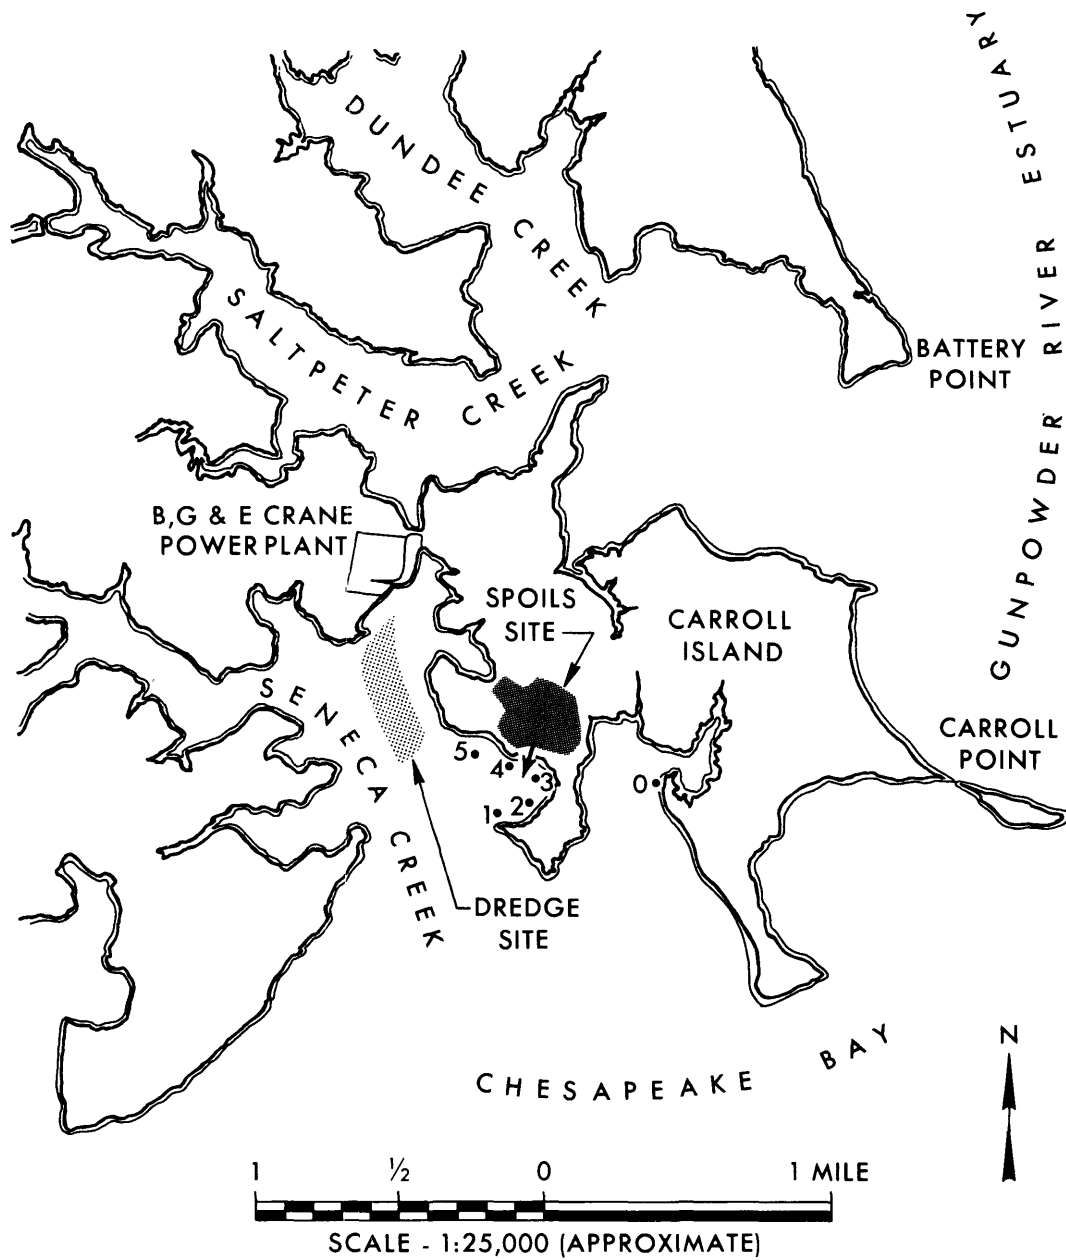 DUNDEE CREEK
GUNPOWDER RIVER ESTUARY
SALTPETER CREEK
BATTERY
POINT
B,G & E CRANE
POWER PLANT
SPOILS
SITE
CARROLL
ISLAND
SENECA CREEK
CARROLL
POINT
5
4
3
0
2
1
DREDGE
SITE
CHESAPEAKE BAY
N
1 ½ 0 1 MILE
SCALE - 1:25,000 (APPROXIMATE)